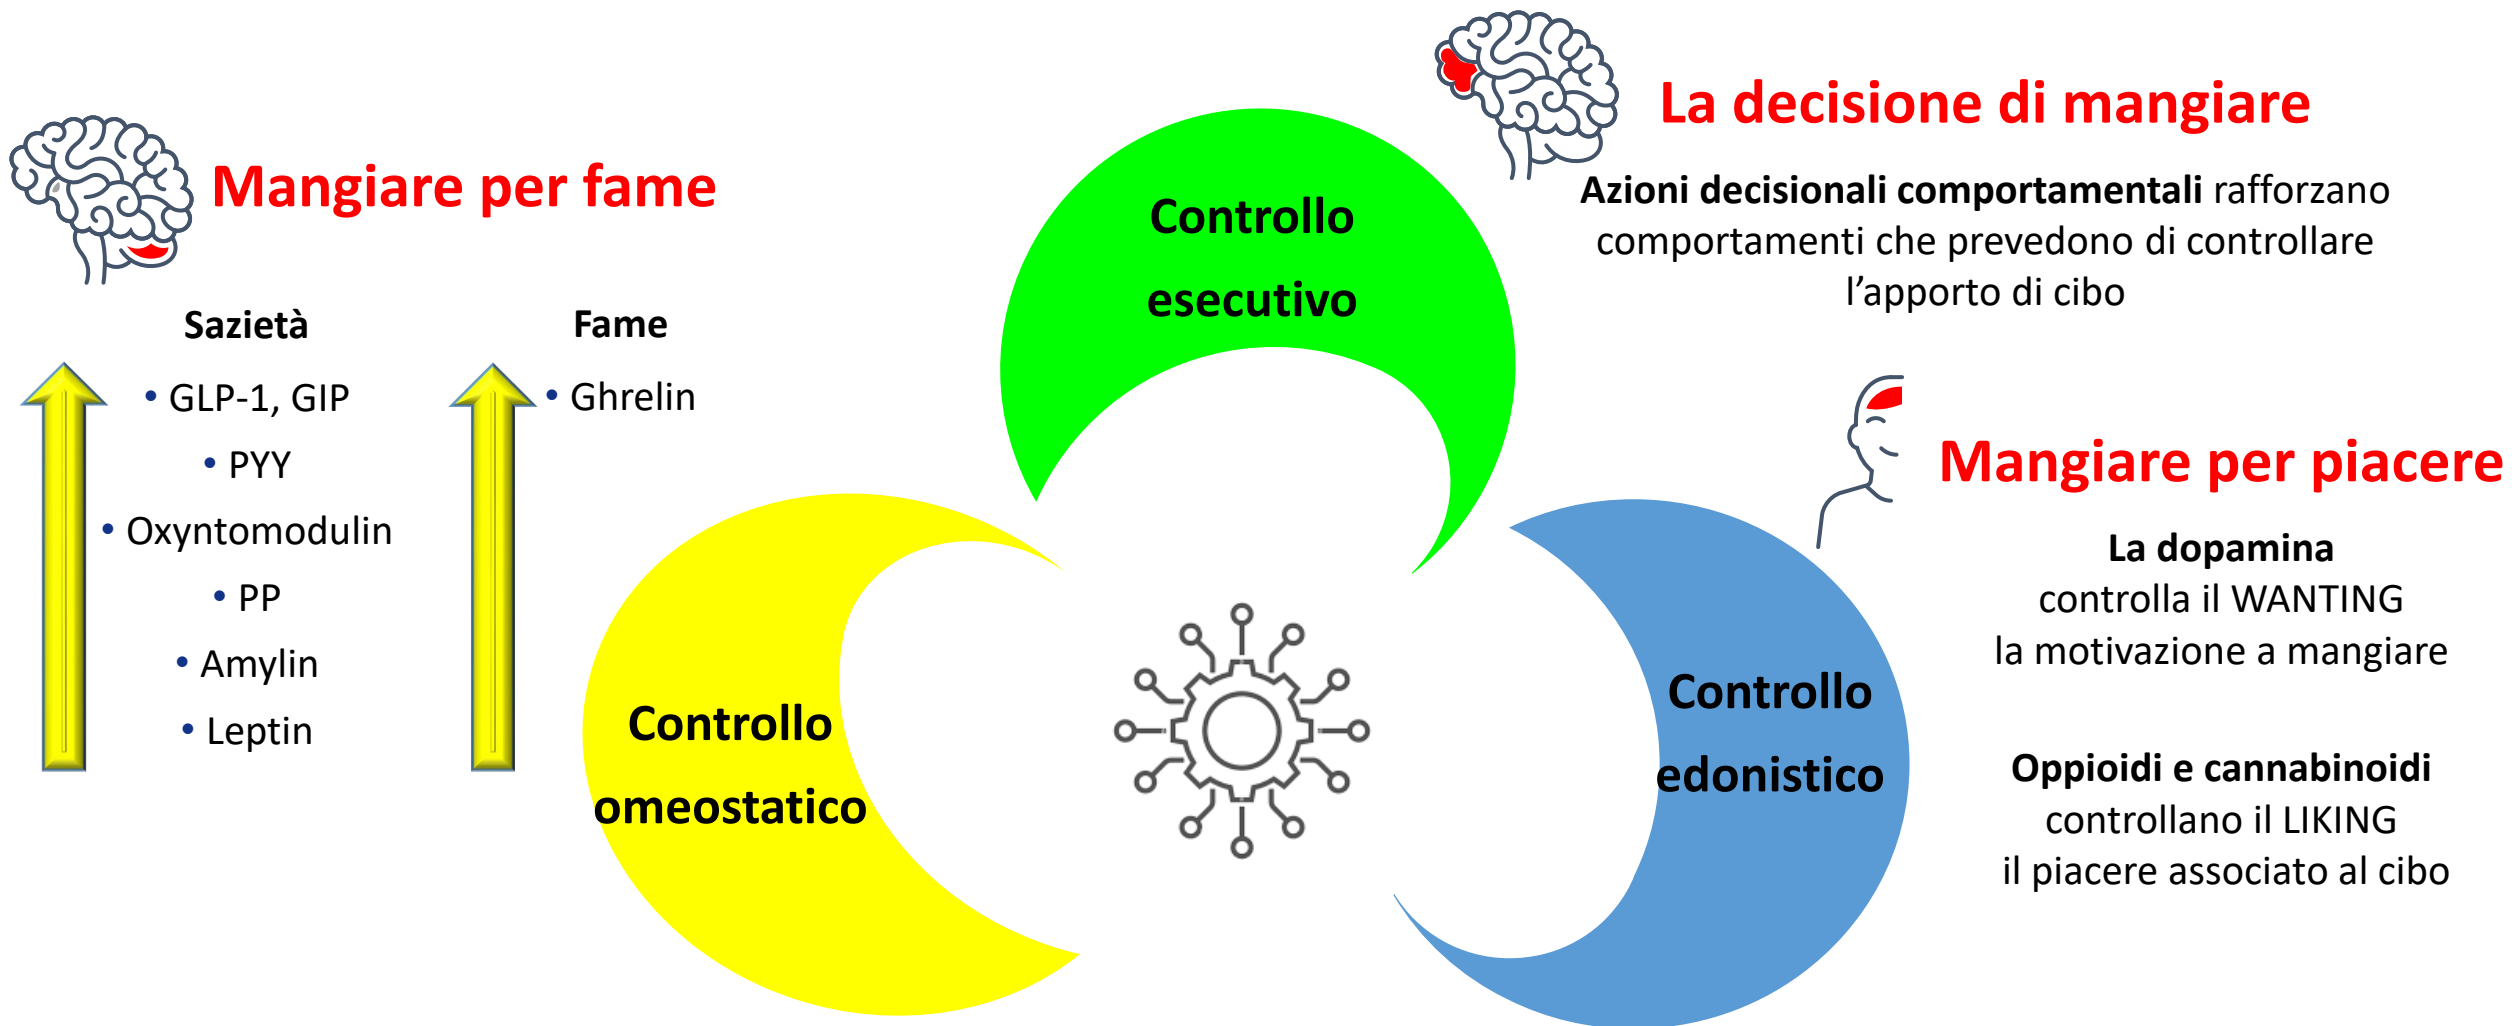 Mangiare per fame
Sazietà
• GLP-1, GIP
• PYY
• Oxyntomodulin
• PP
• Amylin
• Leptin
Fame
• Ghrelin
Controllo
esecutivo
La decisione di mangiare
Azioni decisionali comportamentali rafforzano
comportamenti che prevedono di controllare
l’apporto di cibo
Controllo
omeostatico
Controllo
edonistico
Mangiare per piacere
La dopamina
controlla il WANTING
la motivazione a mangiare
Oppioidi e cannabinoidi
controllano il LIKING
il piacere associato al cibo